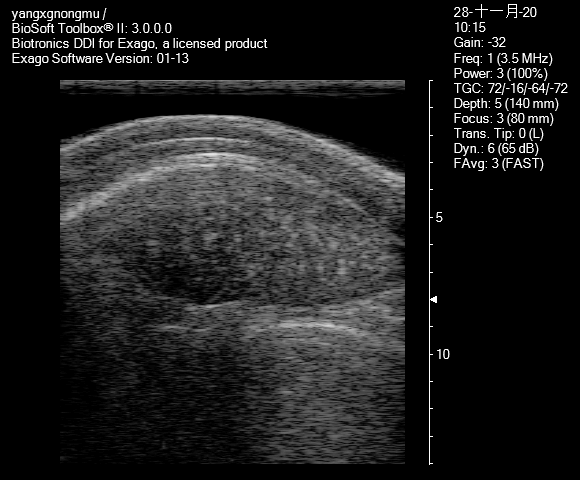 yangxgnongmu /
BioSoft Toolbox® II: 3.0.0.0
Biotronics DDI for Exago, a licensed product
Exago Software Version: 01-13
28-十一月-20
10:15
Gain: -32
Freq: 1 (3.5 MHz)
Power: 3 (100%)
TGC: 72/-16/-64/-72
Depth: 5 (140 mm)
Focus: 3 (80 mm)
Trans. Tip: 0 (L)
Dyn.: 6 (65 dB)
FAvg: 3 (FAST)
5
10